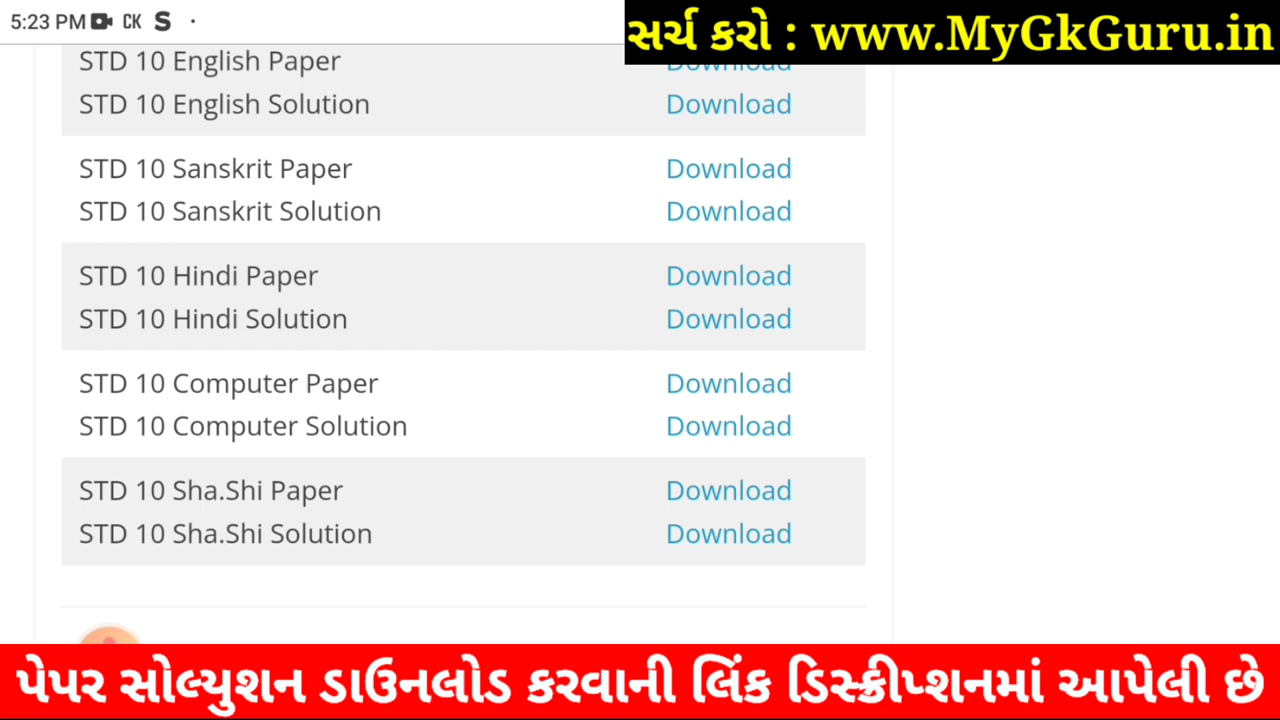 5:23 PM CK S
સર્ચ કરો : www.MyGkGuru.in
STD 10 English Paper Download
STD 10 English Solution Download
STD 10 Sanskrit Paper Download
STD 10 Sanskrit Solution Download
STD 10 Hindi Paper Download
STD 10 Hindi Solution Download
STD 10 Computer Paper Download
STD 10 Computer Solution Download
STD 10 Sha.Shi Paper Download
STD 10 Sha.Shi Solution Download
પેપર સોલ્યુશન ડાઉનલોડ કરવાની લિંક ડિસ્ક્રીપ્શનમાં આપેલી છે